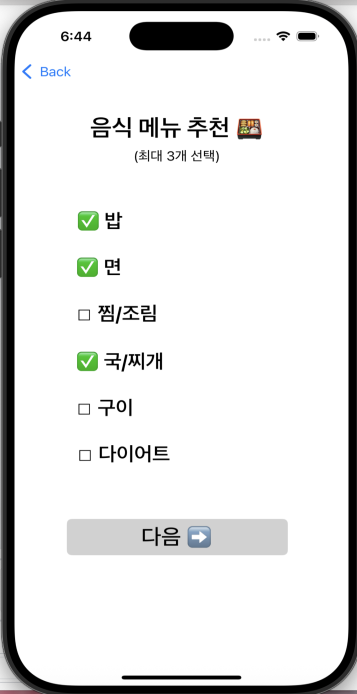 6:44
Back
음식 메뉴 추천 🍱
(최대 3개 선택)
✅ 밥
✅ 면
☐ 찜/조림
✅ 국/찌개
☐ 구이
☐ 다이어트
다음 ➡️